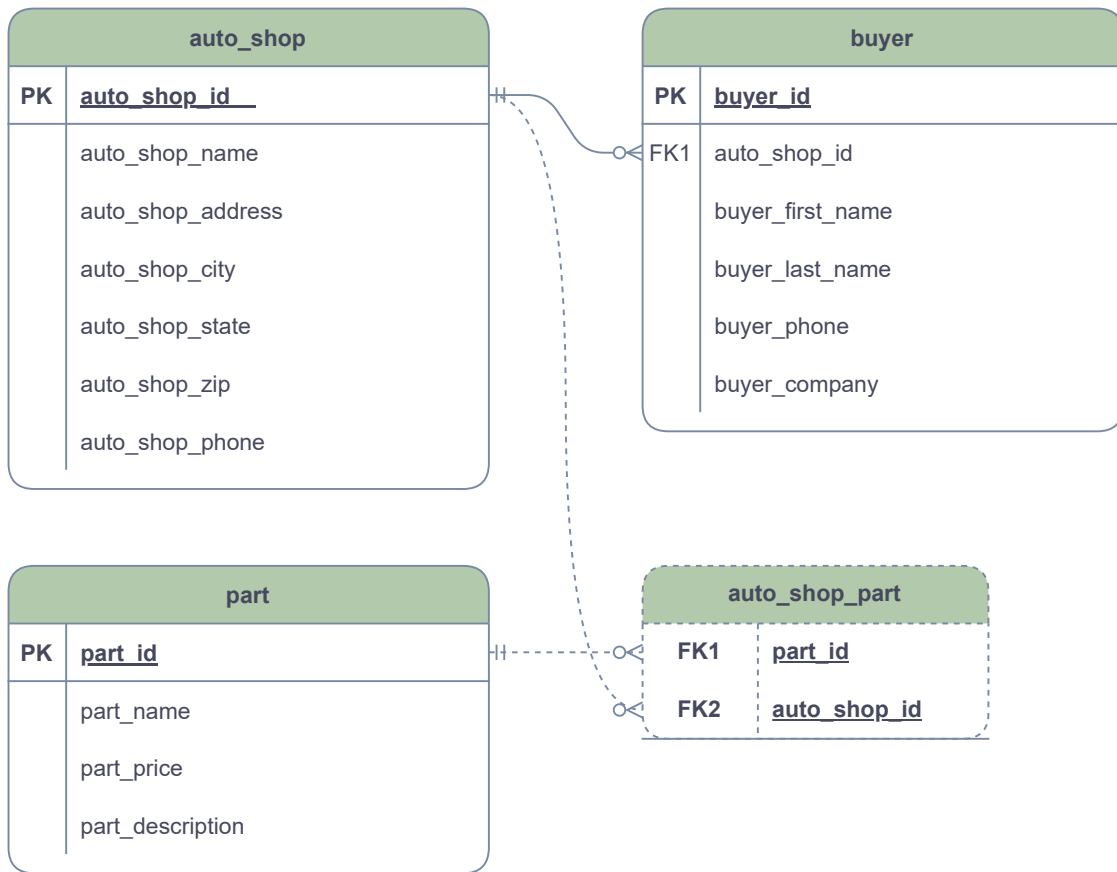 auto_shop
PK auto_shop_id
auto_shop_name
auto_shop_address
auto_shop_city
auto_shop_state
auto_shop_zip
auto_shop_phone
buyer
PK buyer_id
FK1 auto_shop_id
buyer_first_name
buyer_last_name
buyer_phone
buyer_company
part
PK part_id
part_name
part_price
part_description
auto_shop_part
FK1 part_id
FK2 auto_shop_id